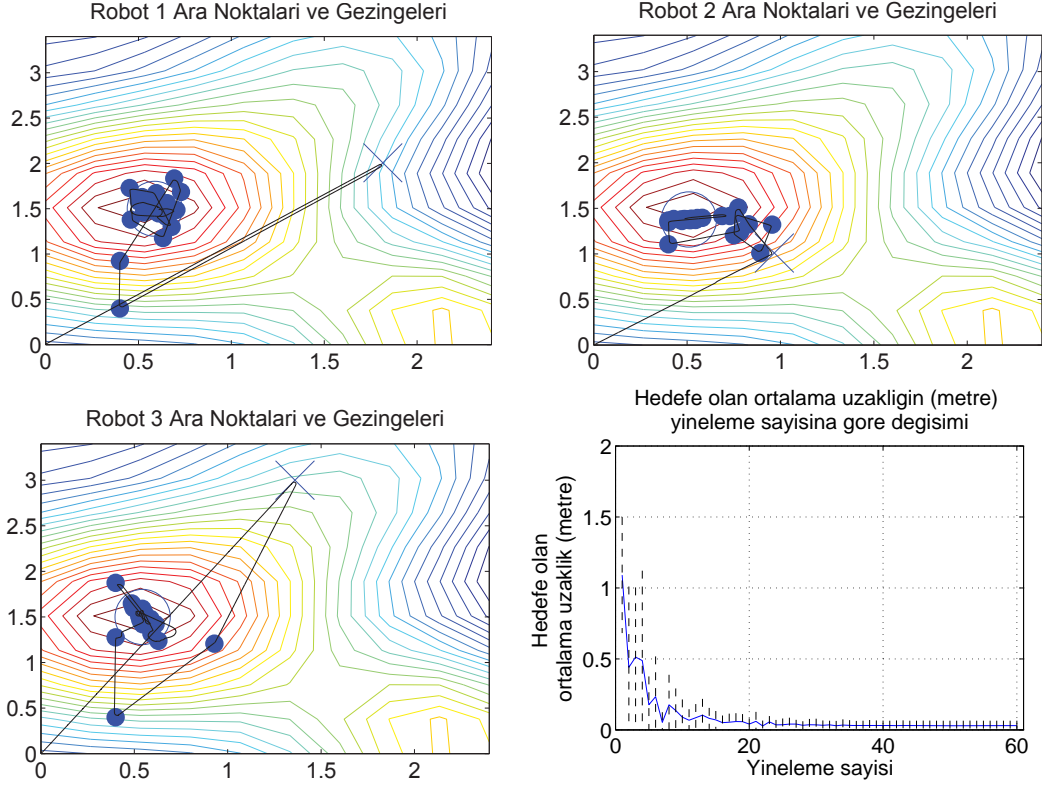 Robot 1 Ara Noktalari ve Gezingeleri
3
2.5
2
1.5
1
0.5
0
0 0.5 1 1.5 2
Robot 2 Ara Noktalari ve Gezingeleri
3
2.5
2
1.5
1
0.5
0
0 0.5 1 1.5 2
Robot 3 Ara Noktalari ve Gezingeleri
3
2.5
2
1.5
1
0.5
0
0 0.5 1 1.5 2
Hedefe olan ortalama uzakligin (metre)
yineleme sayisina gore degisimi
Hedefe olan
ortalama uzaklik (metre)
2
1.5
1
0.5
0
0 20 40 60
Yineleme sayisi